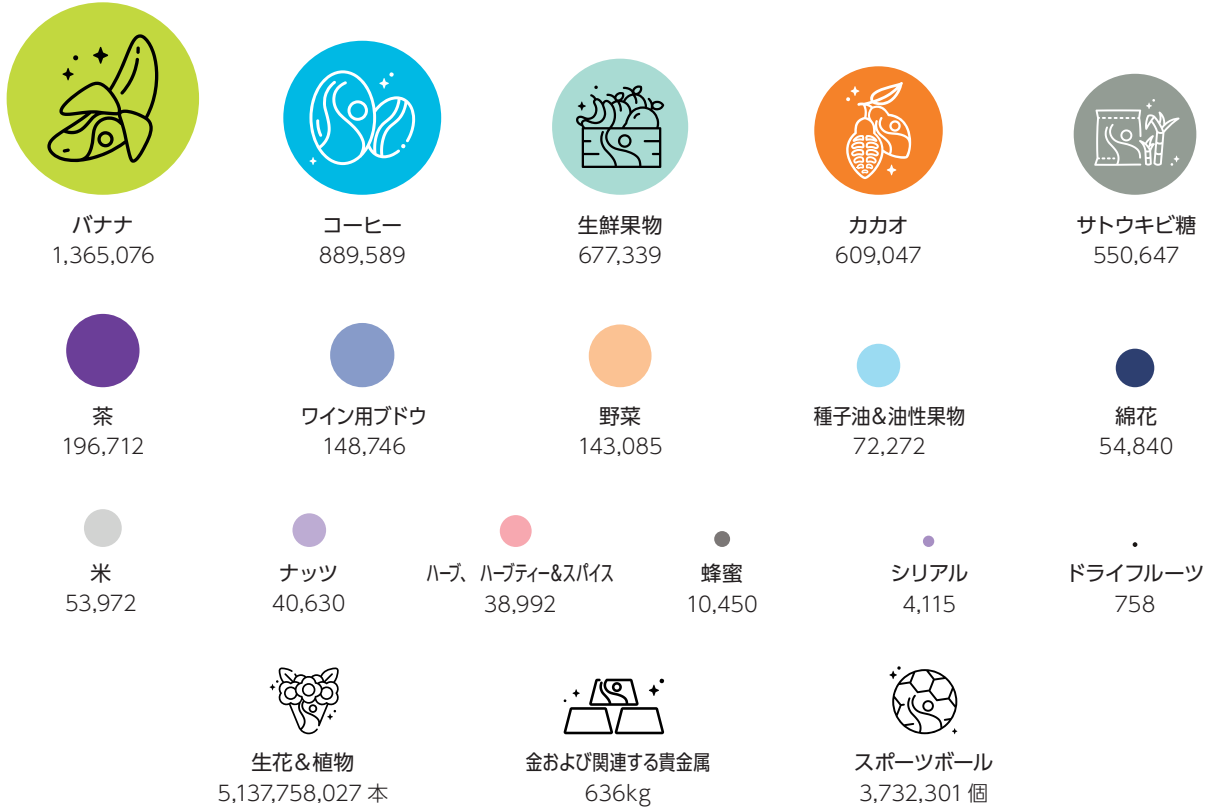 バナナ
1,365,076
コーヒー
889,589
生鮮果物
677,339
カカオ
609,047
サトウキビ糖
550,647
茶
196,712
ワイン用ブドウ
148,746
野菜
143,085
種子油&油性果物
72,272
綿花
54,840
米
53,972
ナッツ
40,630
ハーブ、ハーブティー&スパイス
38,992
蜂蜜
10,450
シリアル
4,115
ドライフルーツ
758
生花&植物
5,137,758,027 本
金および関連する貴金属
636kg
スポーツボール
3,732,301 個